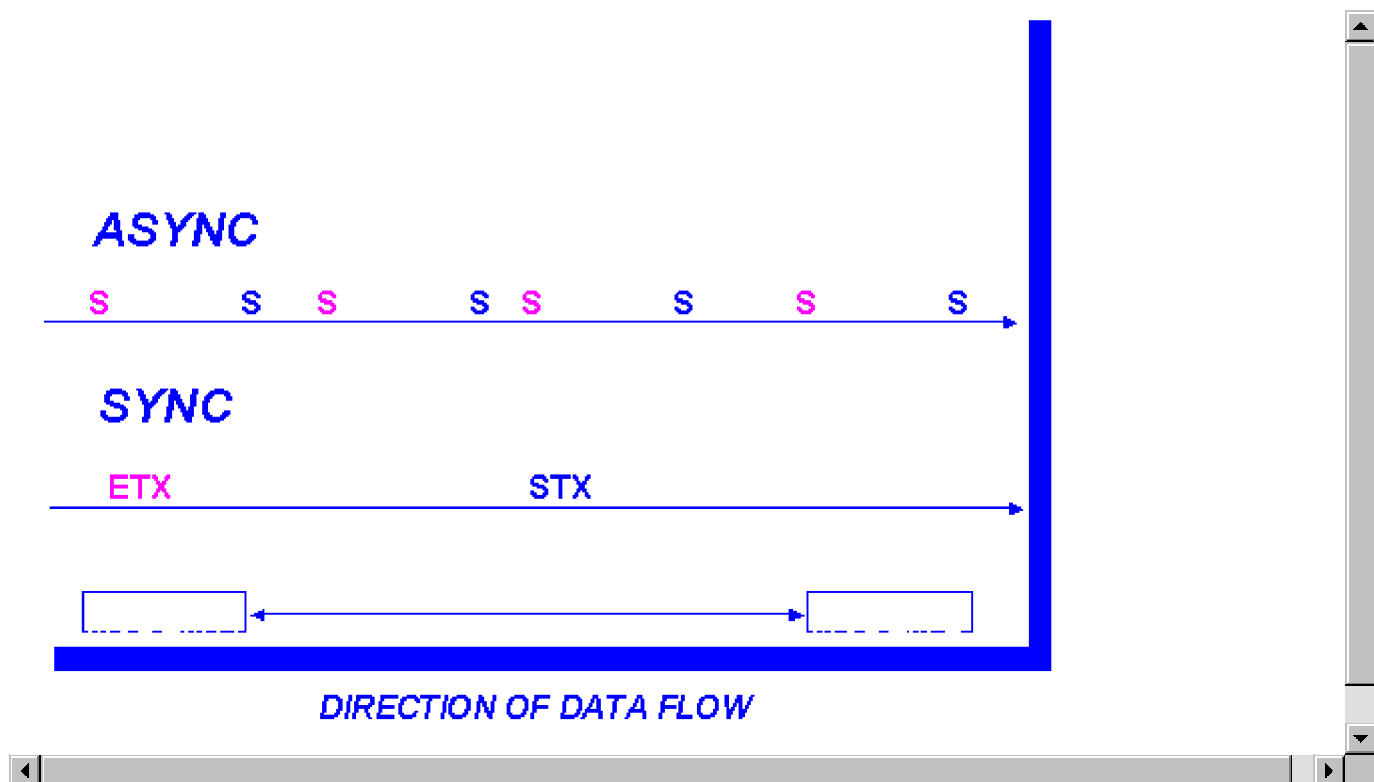 ASYNC
S S S S S S S S
SYNC
ETX STX
DIRECTION OF DATA FLOW